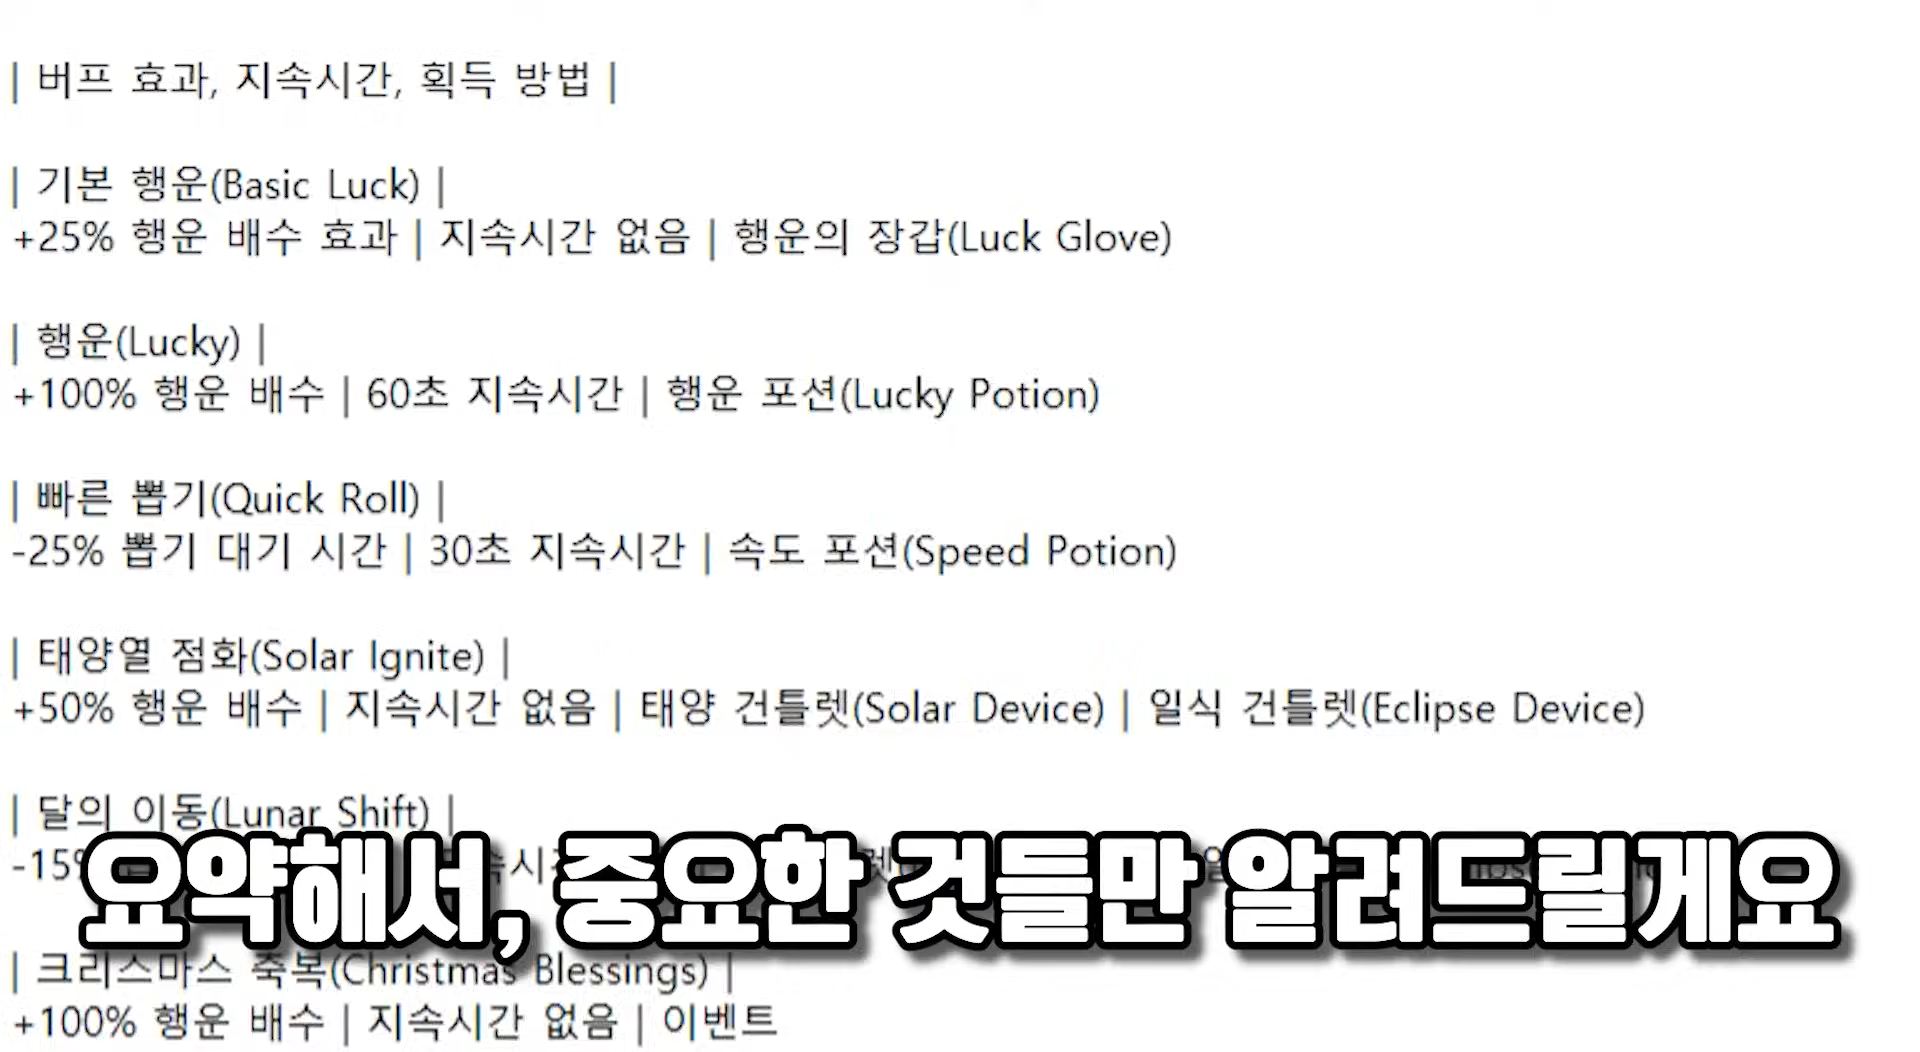 | 버프 효과, 지속시간, 획득 방법 |
| 기본 행운(Basic Luck) |
+25% 행운 배수 효과 | 지속시간 없음 | 행운의 장갑(Luck Glove)
| 행운(Lucky) |
+100% 행운 배수 | 60초 지속시간 | 행운 포션(Lucky Potion)
| 빠른 뽑기(Quick Roll) |
-25% 뽑기 대기 시간 | 30초 지속시간 | 속도 포션(Speed Potion)
| 태양열 점화(Solar Ignite) |
+50% 행운 배수 | 지속시간 없음 | 태양 건틀렛(Solar Device) | 일식 건틀렛(Eclipse Device)
| 달의 이동(Lunar Shift) |
요약해서, 중요한 것들만 알려드릴게요
| 크리스마스 축복(Christmas Blessings) |
+100% 행운 배수 | 지속시간 없음 | 이벤트